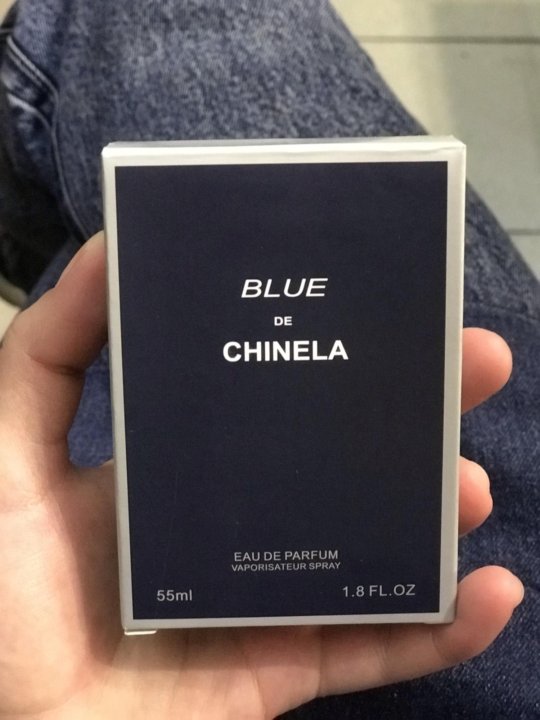 BLUE
DE
CHINELA
EAU DE PARFUM
VAPORISATEUR SPRAY
55ml 1.8 FL.OZ